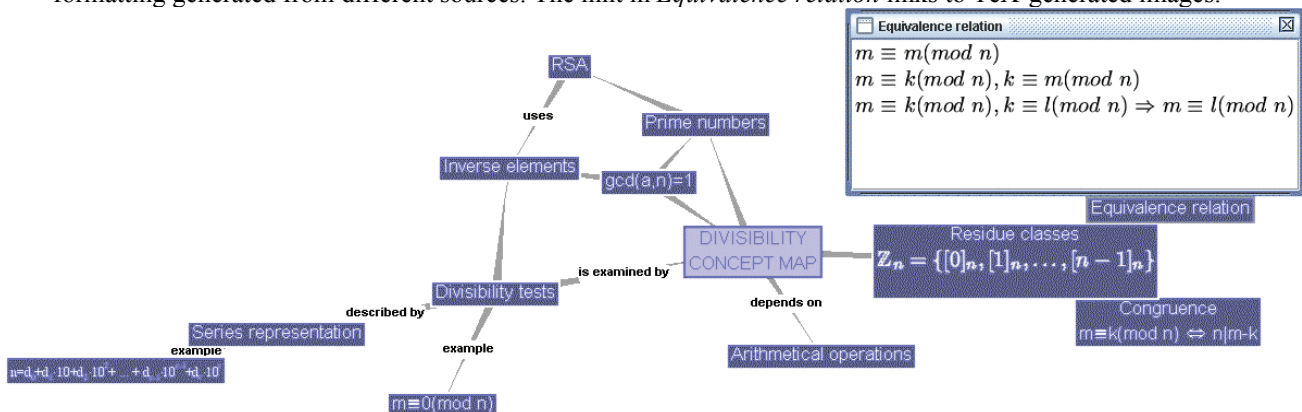 formatting generated from different sources. The hint in Equivalence relation links to TeX-generated images.
Equivalence relation
m ≡ m(mod n)
m ≡ k(mod n), k ≡ m(mod n)
m ≡ k(mod n), k ≡ l(mod n) ⇒ m ≡ l(mod n)
RSA
uses
Prime numbers
Inverse elements
gcd(a,n)=1
Equivalence relation
DIVISIBILITY
CONCEPT MAP
Residue classes
ℤₙ = {[0]ₙ, [1]ₙ, . . . , [n − 1]ₙ}
is examined by
Divisibility tests
depends on
described by
Congruence
m≡k(mod n) ⇔ n|m-k
Series representation
example
example
Arithmetical operations
m≡0(mod n)